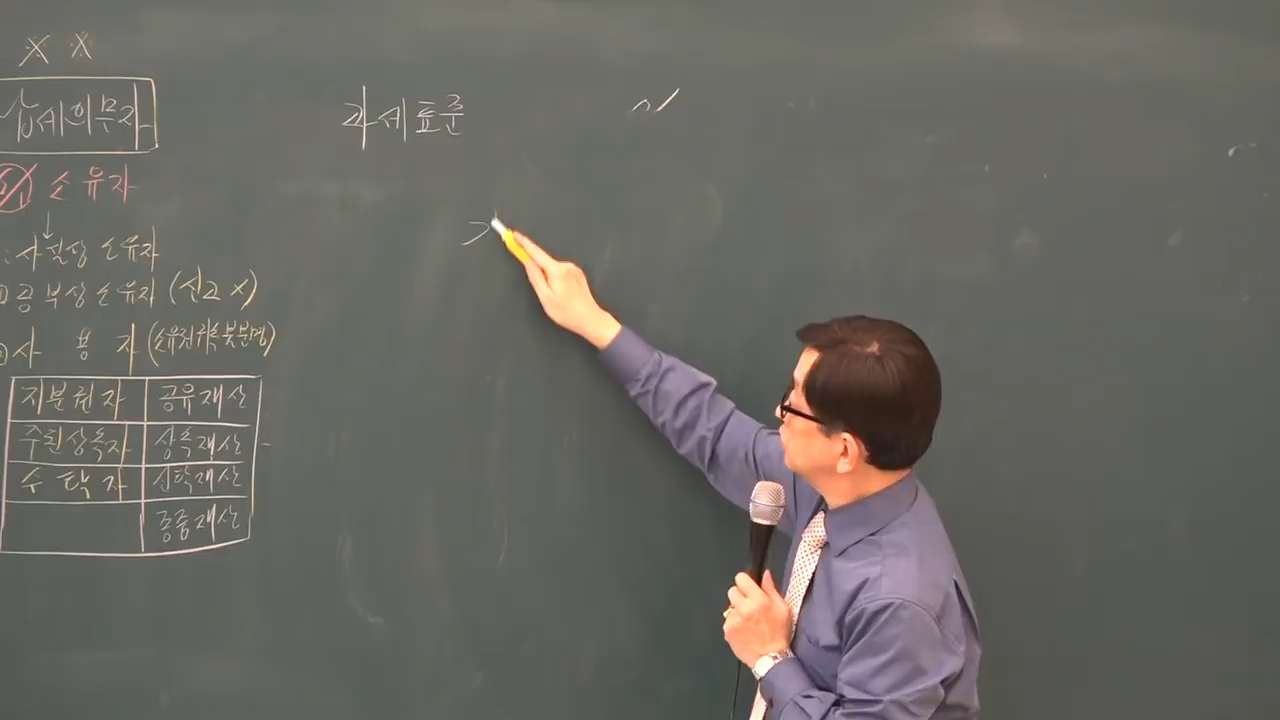 ※ ※
납세의무자
소유자
: 사실상 소유자
공부상 소유자 (신고 X)
사 용 자 (소유권 귀속 불분명)
지분권자 공유재산
주된상속자 상속재산
수 탁 자 신탁재산
종중재산
과세표준